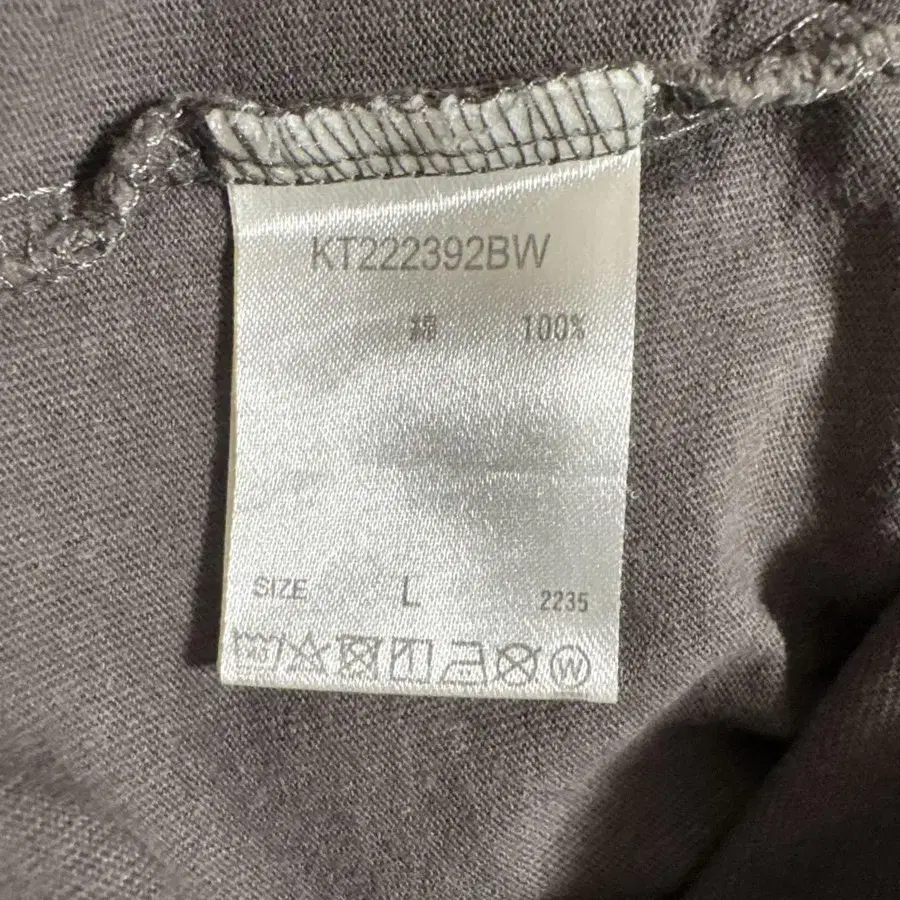 KT222392BW
綿 100%
SIZE L 2235
W